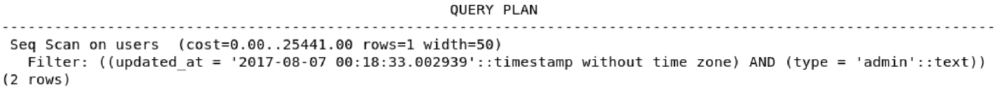 QUERY PLAN
-----------------------------------------------------------------------------------------------------------------
Seq Scan on users  (cost=0.00..25441.00 rows=1 width=50)
Filter: ((updated_at = '2017-08-07 00:18:33.002939'::timestamp without time zone) AND (type = 'admin'::text))
(2 rows)